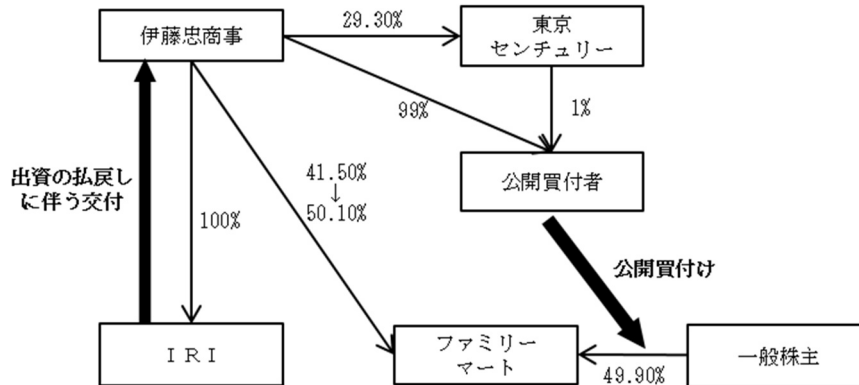 伊藤忠商事
29.30%
東京
センチュリー
99%
1%
出資の払戻し
に伴う交付
100%
41.50%
↓
50.10%
公開買付者
公開買付け
ＩＲＩ
ファミリー
マート
49.90%
一般株主